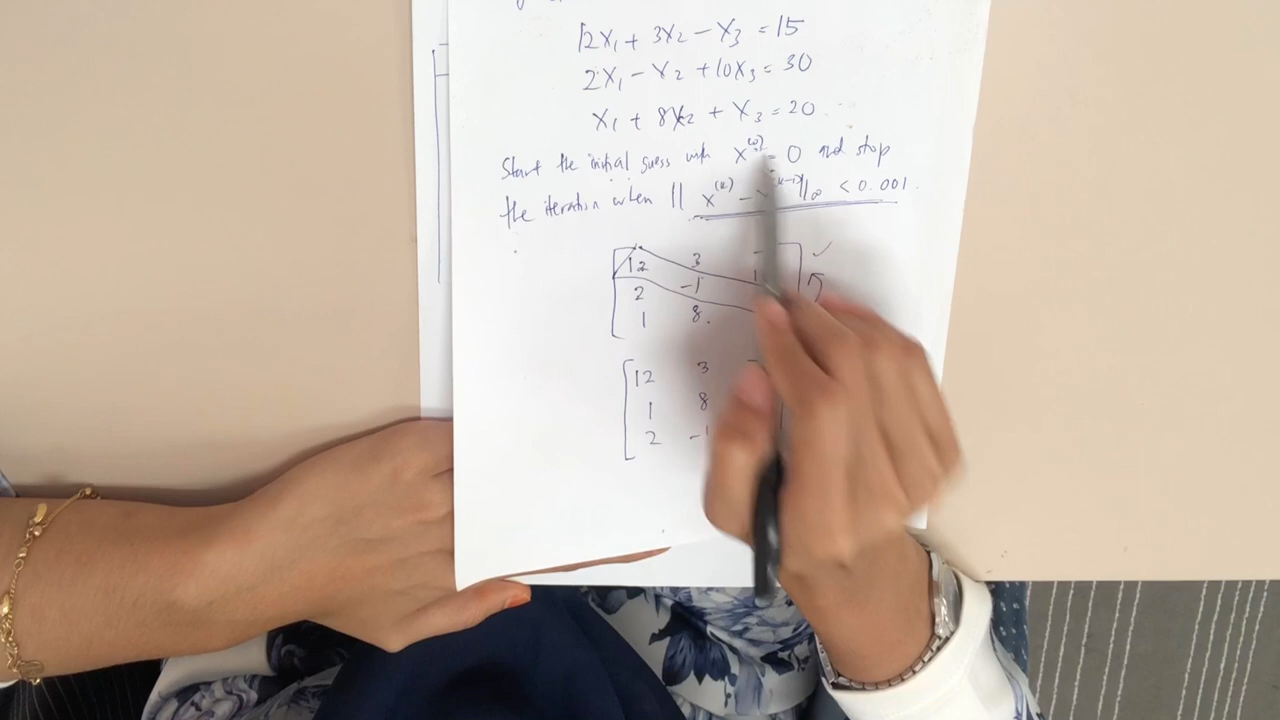 12x₁ + 3x₂ - x₃ = 15
2x₁ - x₂ + 10x₃ = 30
x₁ + 8x₂ + x₃ = 20
Start the initial guess with x⁽⁰⁾ = 0 and stop
the iteration when || x⁽ᵏ⁾ - ⁽ᵏ⁻¹⁾||∞ < 0.001.
12 3
2 -1
1 8
12 3
1 8
2 -1